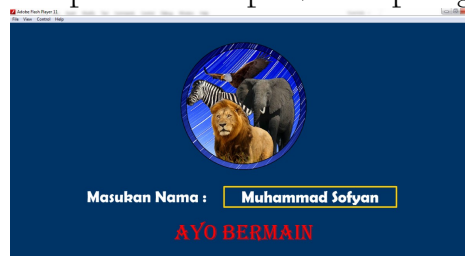 Adobe Flash Player 11
File View Control Help
Masukan Nama : Muhammad Sofyan
AYO BERMAIN